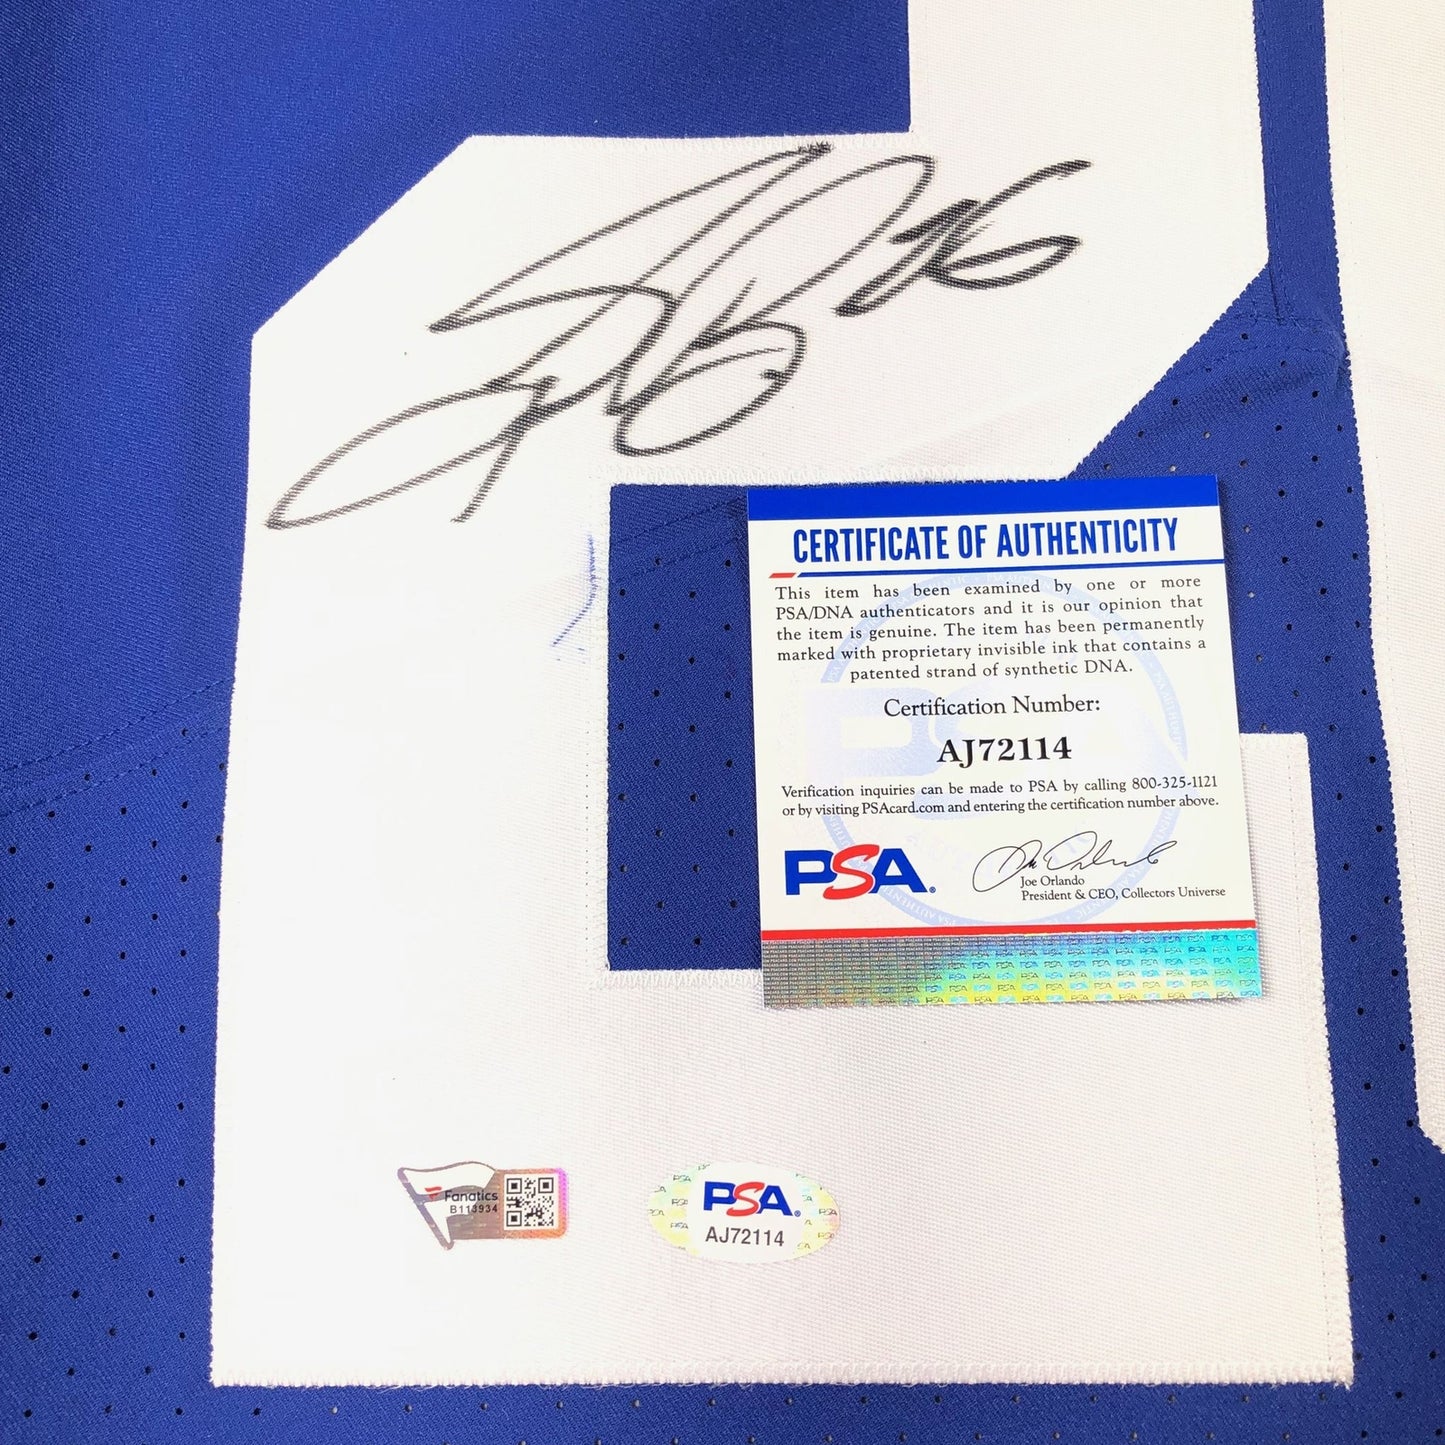 26
CERTIFICATE OF AUTHENTICITY
This item has been examined by one or more
PSA/DNA authenticators and it is our opinion that
the item is genuine. The item has been permanently
marked with proprietary invisible ink that contains a
patented strand of synthetic DNA.
Certification Number:
AJ72114
Verification inquiries can be made to PSA by calling 800-325-1121
or by visiting PSAcard.com and entering the certification number above.
PSA
Joe Orlando
President & CEO, Collectors Universe
Fanatics
B113934
PSA
AJ72114